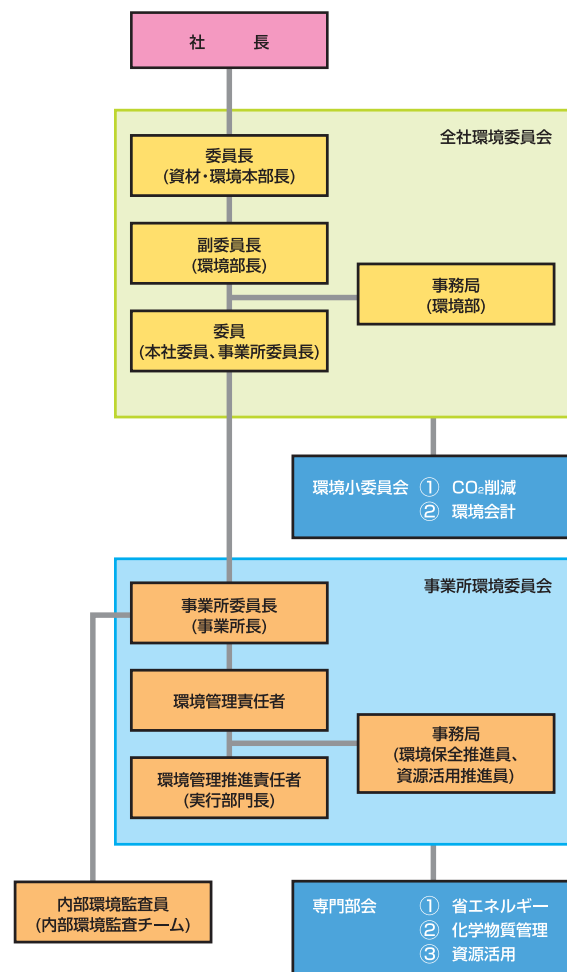 社　　長
全社環境委員会
委員長
(資材・環境本部長)
副委員長
(環境部長)
事務局
(環境部)
委員
(本社委員、事業所委員長)
環境小委員会 ① CO₂削減
② 環境会計
事業所環境委員会
事業所委員長
(事業所長)
環境管理責任者
事務局
(環境保全推進員、
資源活用推進員)
環境管理推進責任者
(実行部門長)
内部環境監査員
(内部環境監査チーム)
専門部会 ① 省エネルギー
② 化学物質管理
③ 資源活用